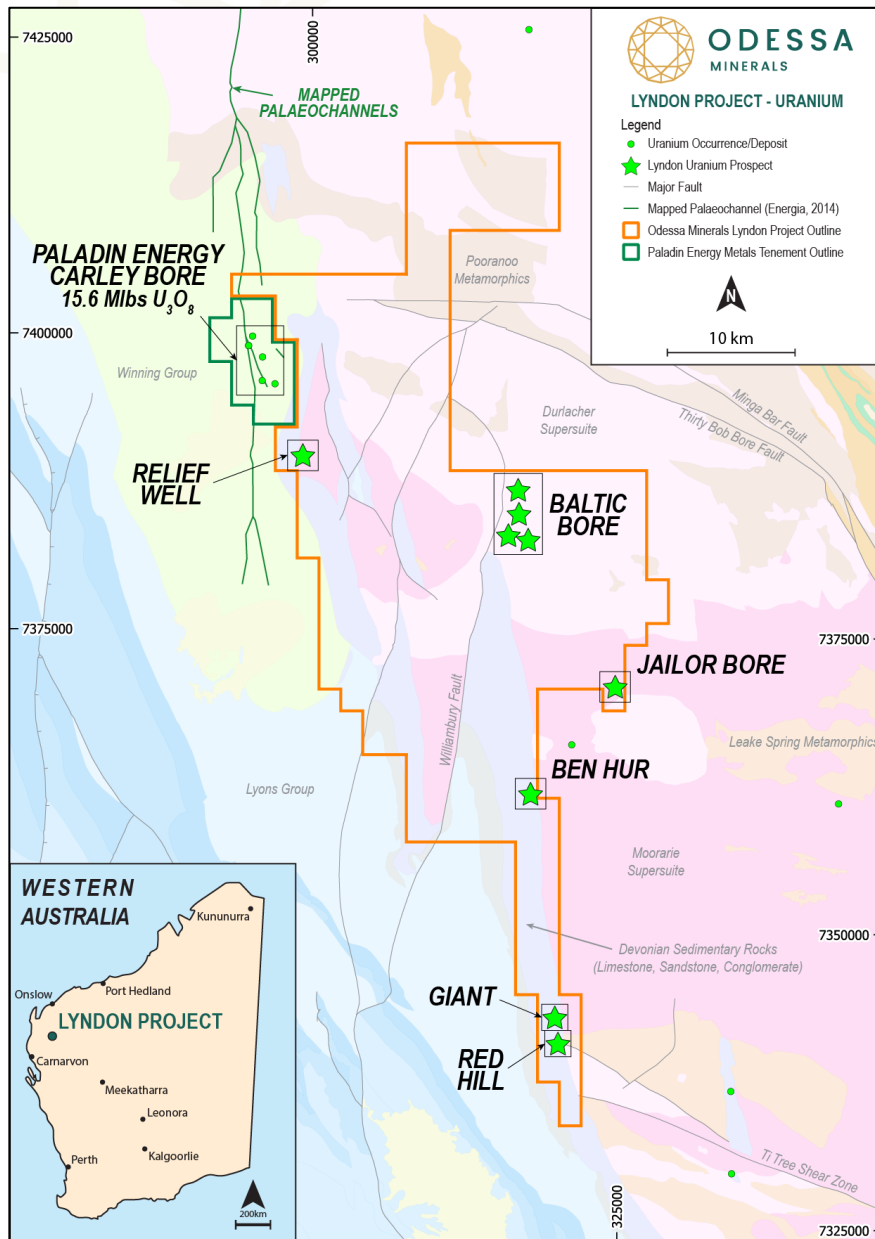 7425000
300000
MAPPED
PALAEOCHANNELS
ODESSA
MINERALS
LYNDON PROJECT - URANIUM
Legend
Uranium Occurrence/Deposit
Lyndon Uranium Prospect
Major Fault
Mapped Palaeochannel (Energia, 2014)
Odessa Minerals Lyndon Project Outline
Paladin Energy Metals Tenement Outline
N
10 km
PALADIN ENERGY
CARLEY BORE
15.6 Mlbs U₃O₈
Pooranoo
Metamorphics
7400000
Winning Group
Durlacher
Supersuite
Minga Bar Fault
Thirty Bob Bore Fault
RELIEF
WELL
BALTIC
BORE
7375000
7375000
JAILOR BORE
Williambury Fault
Leake Spring Metamorphics
BEN HUR
Lyons Group
Moorarie
Supersuite
7350000
Devonian Sedimentary Rocks
(Limestone, Sandstone, Conglomerate)
GIANT
RED
HILL
Ti Tree Shear Zone
325000
7325000
WESTERN
AUSTRALIA
Kununurra
Onslow
Port Hedland
LYNDON PROJECT
Carnarvon
Meekatharra
Leonora
Kalgoorlie
Perth
200km